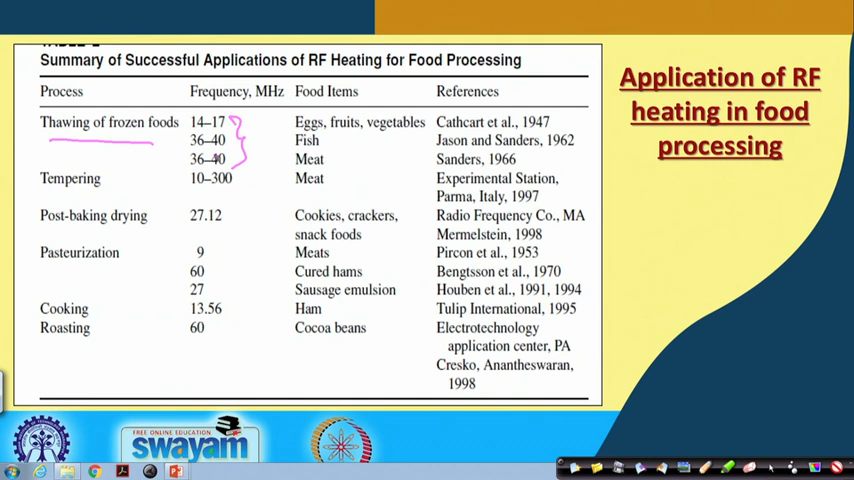 Summary of Successful Applications of RF Heating for Food Processing
Process Frequency, MHz Food Items References
Thawing of frozen foods 14–17 Eggs, fruits, vegetables Cathcart et al., 1947
36–40 Fish Jason and Sanders, 1962
36–40 Meat Sanders, 1966
Tempering 10–300 Meat Experimental Station,
Parma, Italy, 1997
Post-baking drying 27.12 Cookies, crackers, Radio Frequency Co., MA
snack foods Mermelstein, 1998
Pasteurization 9 Meats Pircon et al., 1953
60 Cured hams Bengtsson et al., 1970
27 Sausage emulsion Houben et al., 1991, 1994
Cooking 13.56 Ham Tulip International, 1995
Roasting 60 Cocoa beans Electrotechnology
application center, PA
Cresko, Anantheswaran,
1998
Application of RF
heating in food
processing
FREE ONLINE EDUCATION
swayam